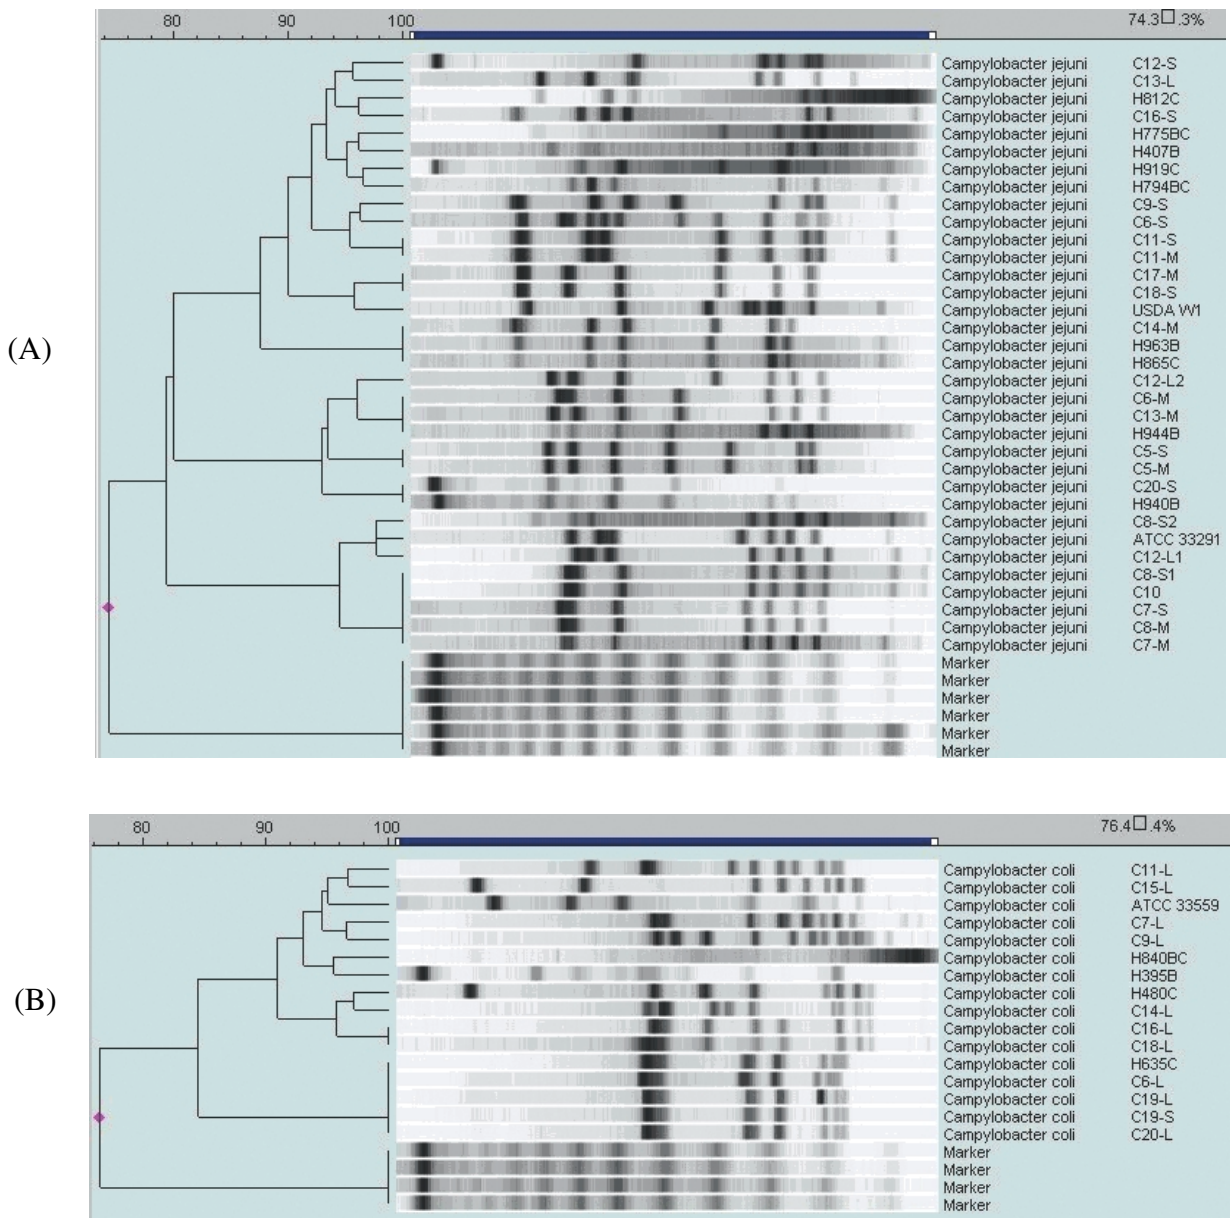 80 90 100 74.3□.3%
Campylobacter jejuni C12-S
Campylobacter jejuni C13-L
Campylobacter jejuni H812C
Campylobacter jejuni C16-S
Campylobacter jejuni H775BC
Campylobacter jejuni H407B
Campylobacter jejuni H919C
Campylobacter jejuni H794BC
Campylobacter jejuni C9-S
Campylobacter jejuni C6-S
Campylobacter jejuni C11-S
Campylobacter jejuni C11-M
Campylobacter jejuni C17-M
Campylobacter jejuni C18-S
Campylobacter jejuni USDA W1
Campylobacter jejuni C14-M
(A)
Campylobacter jejuni H963B
Campylobacter jejuni H865C
Campylobacter jejuni C12-L2
Campylobacter jejuni C6-M
Campylobacter jejuni C13-M
Campylobacter jejuni H944B
Campylobacter jejuni C5-S
Campylobacter jejuni C5-M
Campylobacter jejuni C20-S
Campylobacter jejuni H940B
Campylobacter jejuni C8-S2
Campylobacter jejuni ATCC 33291
Campylobacter jejuni C12-L1
Campylobacter jejuni C8-S1
Campylobacter jejuni C10
Campylobacter jejuni C7-S
Campylobacter jejuni C8-M
Campylobacter jejuni C7-M
Marker
Marker
Marker
Marker
Marker
Marker
80 90 100 76.4□.4%
Campylobacter coli C11-L
Campylobacter coli C15-L
Campylobacter coli ATCC 33559
Campylobacter coli C7-L
Campylobacter coli C9-L
Campylobacter coli H840BC
Campylobacter coli H395B
(B)
Campylobacter coli H480C
Campylobacter coli C14-L
Campylobacter coli C16-L
Campylobacter coli C18-L
Campylobacter coli H635C
Campylobacter coli C6-L
Campylobacter coli C19-L
Campylobacter coli C19-S
Campylobacter coli C20-L
Marker
Marker
Marker
Marker